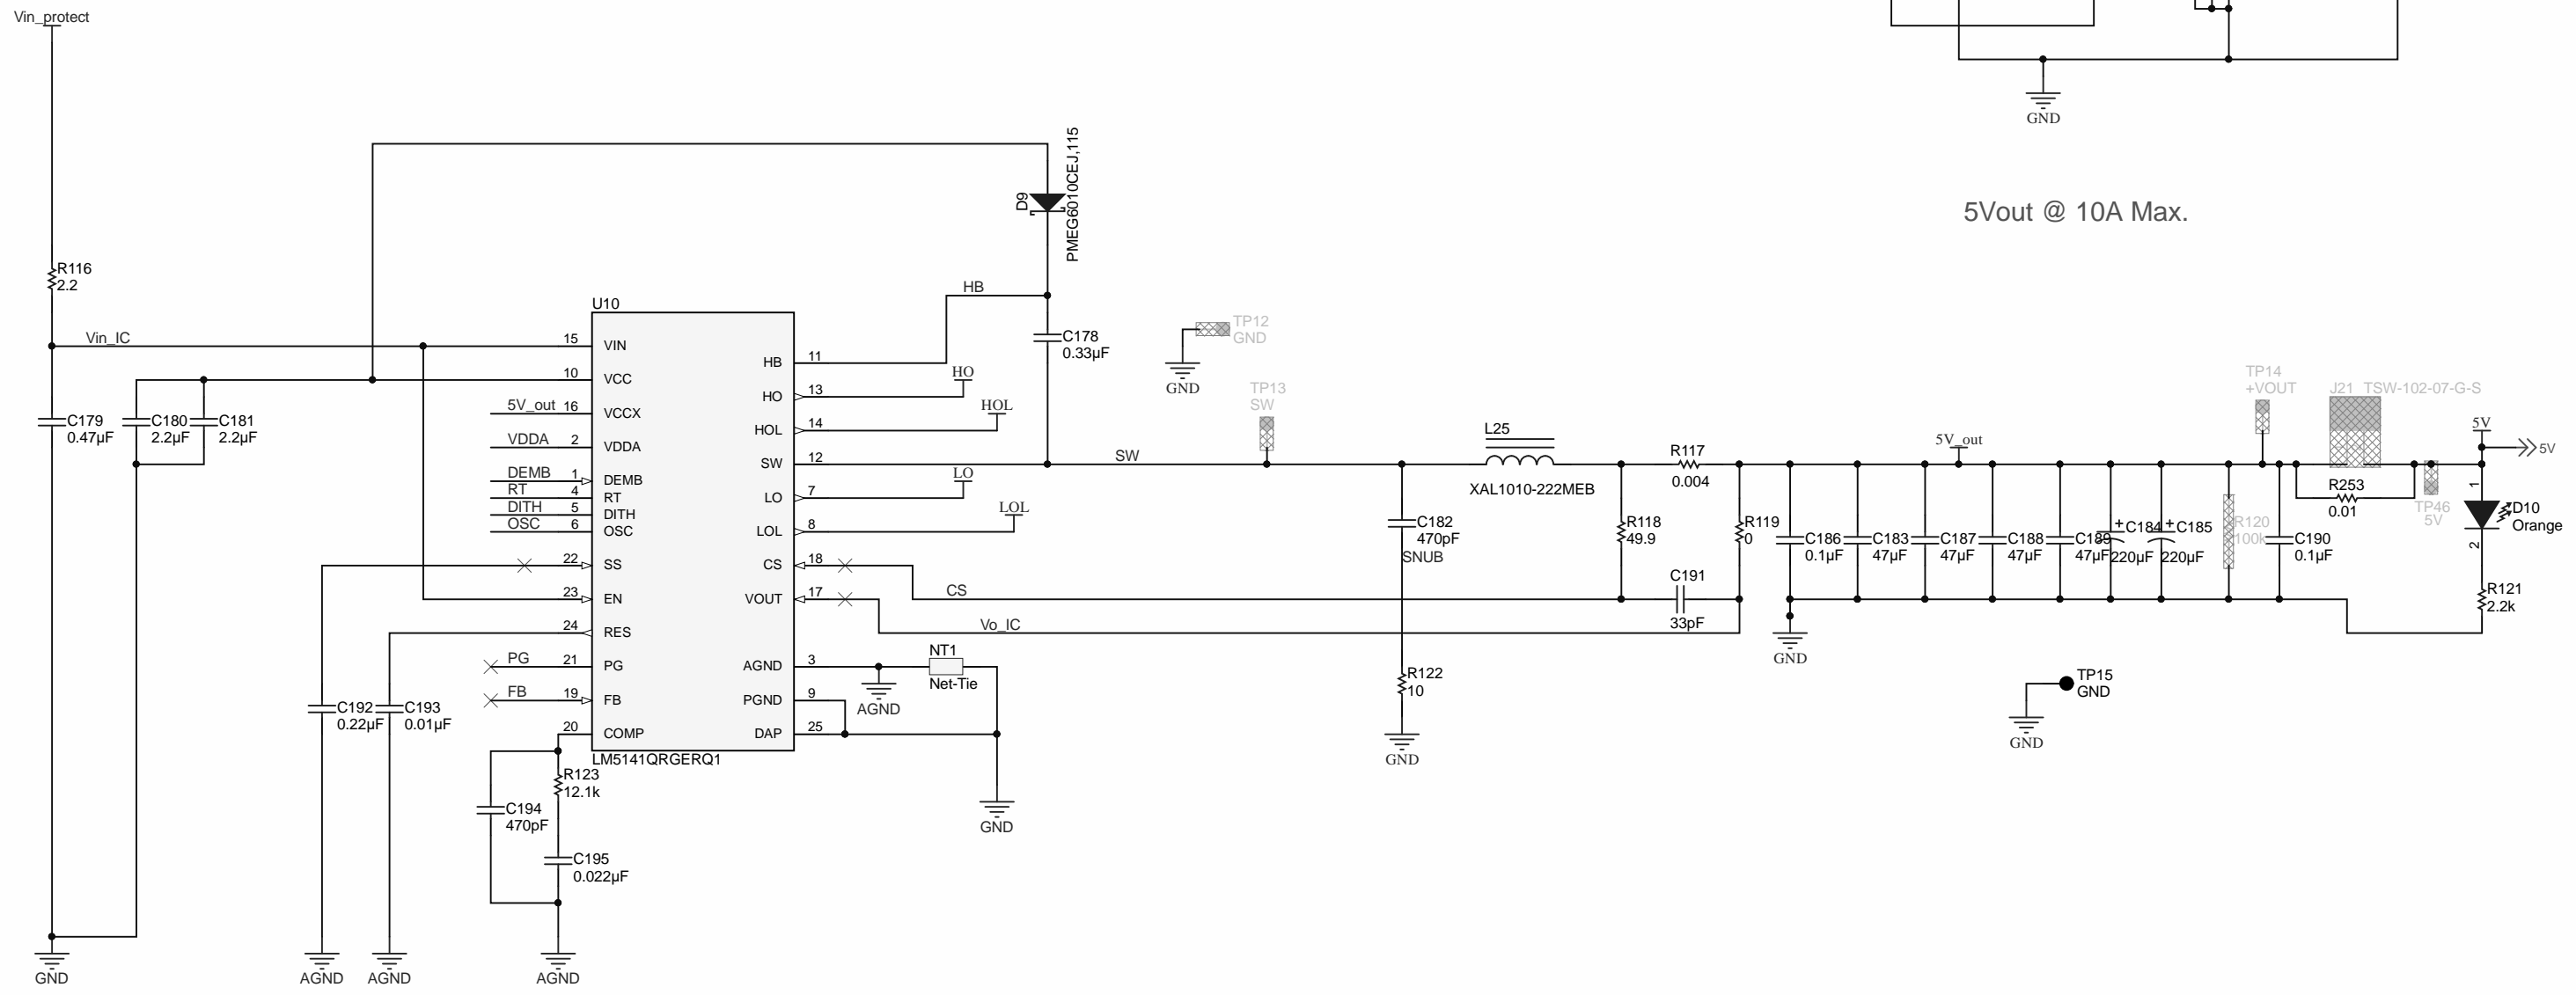 Vin_protect
GND
5Vout @ 10A Max.
D9
PMEG6010CEJ,115
R116
2.2
Vin_IC
C179
0.47µF
C180
2.2µF
C181
2.2µF
GND
U10
15
VIN
10
VCC
5V_out
16
VCCX
VDDA
2
VDDA
DEMB
1
DEMB
RT
4
RT
DITH
5
DITH
OSC
6
OSC
22
SS
23
EN
24
RES
PG
21
PG
FB
19
FB
20
COMP
HB
11
HO
13
HOL
14
SW
12
LO
7
LOL
8
CS
18
VOUT
17
AGND
3
PGND
9
DAP
25
LM5141QRGERQ1
HB
HO
HOL
LO
LOL
C178
0.33µF
TP12
GND
GND
TP13
SW
SW
CS
Vo_IC
NT1
Net-Tie
AGND
GND
C192
0.22µF
C193
0.01µF
AGND
AGND
R123
12.1k
C194
470pF
C195
0.022µF
AGND
C182
470pF
SNUB
R122
10
GND
L25
XAL1010-222MEB
R117
0.004
R118
49.9
R119
0
C191
33pF
5V_out
C186
0.1µF
C183
47µF
C187
47µF
C188
47µF
C189
47µF
C184
220µF
C185
220µF
R120
100k
C190
0.1µF
GND
TP14
+VOUT
J21 TSW-102-07-G-S
R253
0.01
TP46
5V
5V
5V
1
2
D10
Orange
R121
2.2k
TP15
GND
GND